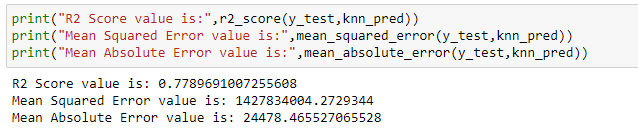 print("R2 Score value is:",r2_score(y_test,knn_pred))
print("Mean Squared Error value is:",mean_squared_error(y_test,knn_pred))
print("Mean Absolute Error value is:",mean_absolute_error(y_test,knn_pred))
R2 Score value is: 0.7789691007255608
Mean Squared Error value is: 1427834004.2729344
Mean Absolute Error value is: 24478.465527065528